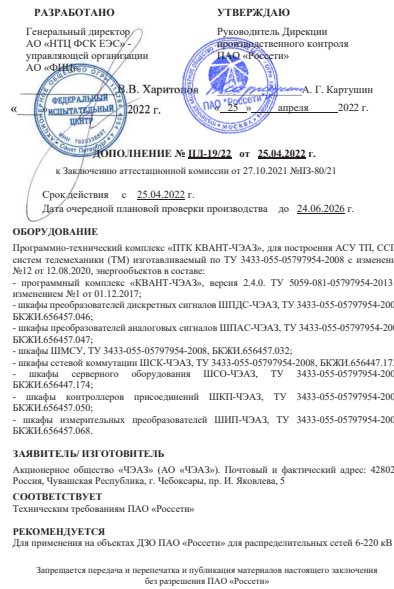 РАЗРАБОТАНО
УТВЕРЖДАЮ
Генеральный директор
АО «НТЦ ФСК ЕЭС» -
управляющей организации
АО «ФИЦ»
Руководитель Дирекции
производственного контроля
ПАО «Россети»
В.В. Харитонов
А. Г. Картушин
« » 2022 г.
« 25 » апреля 2022 г.
ФЕДЕРАЛЬНЫЙ
ИСПЫТАТЕЛЬНЫЙ
ЦЕНТР
ПАО "Россети"
МОСКВА
ДОПОЛНЕНИЕ № ПД-19/22 от 25.04.2022 г.
к Заключению аттестационной комиссии от 27.10.2021 №IIЗ-80/21
Срок действия с 25.04.2022 г.
Дата очередной плановой проверки производства до 24.06.2026 г.
ОБОРУДОВАНИЕ
Программно-технический комплекс «ПТК КВАНТ-ЧЭАЗ», для построения АСУ ТП, ССП
систем телемеханики (ТМ) изготавливаемый по ТУ 3433-055-05797954-2008 с изменени
№12 от 12.08.2020, энергообъектов в составе:
- программный комплекс «КВАНТ-ЧЭАЗ», версия 2.4.0. ТУ 5059-081-05797954-2013
изменением №1 от 01.12.2017;
- шкафы преобразователей дискретных сигналов ШПДС-ЧЭАЗ, ТУ 3433-055-05797954-200
БКЖИ.656457.046;
- шкафы преобразователей аналоговых сигналов ШПАС-ЧЭАЗ, ТУ 3433-055-05797954-200
БКЖИ.656457.047;
- шкафы ШМСУ, ТУ 3433-055-05797954-2008, БКЖИ.656457.032;
- шкафы сетевой коммутации ШСК-ЧЭАЗ, ТУ 3433-055-05797954-2008, БКЖИ.656447.173
- шкафы серверного оборудования ШСО-ЧЭАЗ, ТУ 3433-055-05797954-200
БКЖИ.656447.174;
- шкафы контроллеров присоединений ШКП-ЧЭАЗ, ТУ 3433-055-05797954-200
БКЖИ.656457.050;
- шкафы измерительных преобразователей ШИП-ЧЭАЗ, ТУ 3433-055-05797954-200
БКЖИ.656457.068.
ЗАЯВИТЕЛЬ/ ИЗГОТОВИТЕЛЬ
Акционерное общество «ЧЭАЗ» (АО «ЧЭАЗ»). Почтовый и фактический адрес: 42802
Россия, Чувашская Республика, г. Чебоксары, пр. И. Яковлева, 5
СООТВЕТСТВУЕТ
Техническим требованиям ПАО «Россети»
РЕКОМЕНДУЕТСЯ
Для применения на объектах ДЗО ПАО «Россети» для распределительных сетей 6-220 кВ
Запрещается передача и перепечатка и публикация материалов настоящего заключения
без разрешения ПАО «Россети»